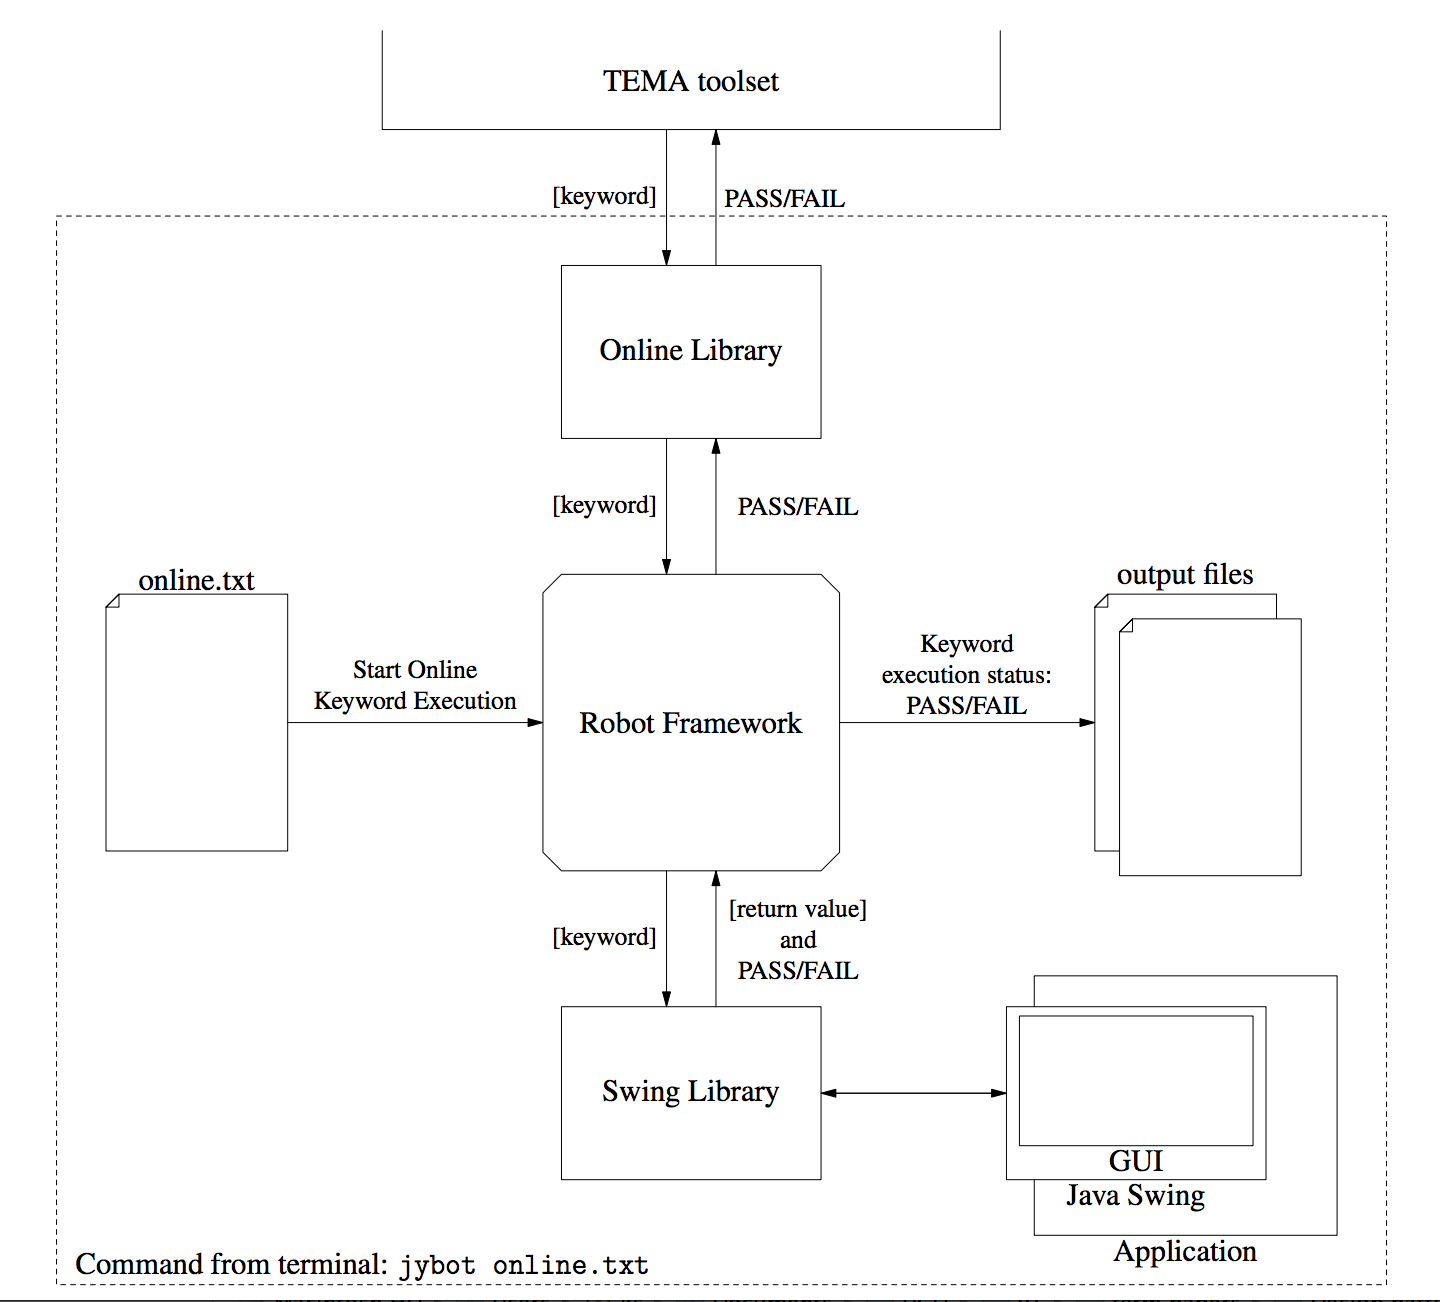 TEMA toolset
[keyword]
PASS/FAIL
Online Library
[keyword]
PASS/FAIL
online.txt
output files
Start Online
Keyword Execution
Robot Framework
Keyword
execution status:
PASS/FAIL
[keyword]
[return value]
and
PASS/FAIL
Swing Library
GUI
Java Swing
Application
Command from terminal: jybot online.txt